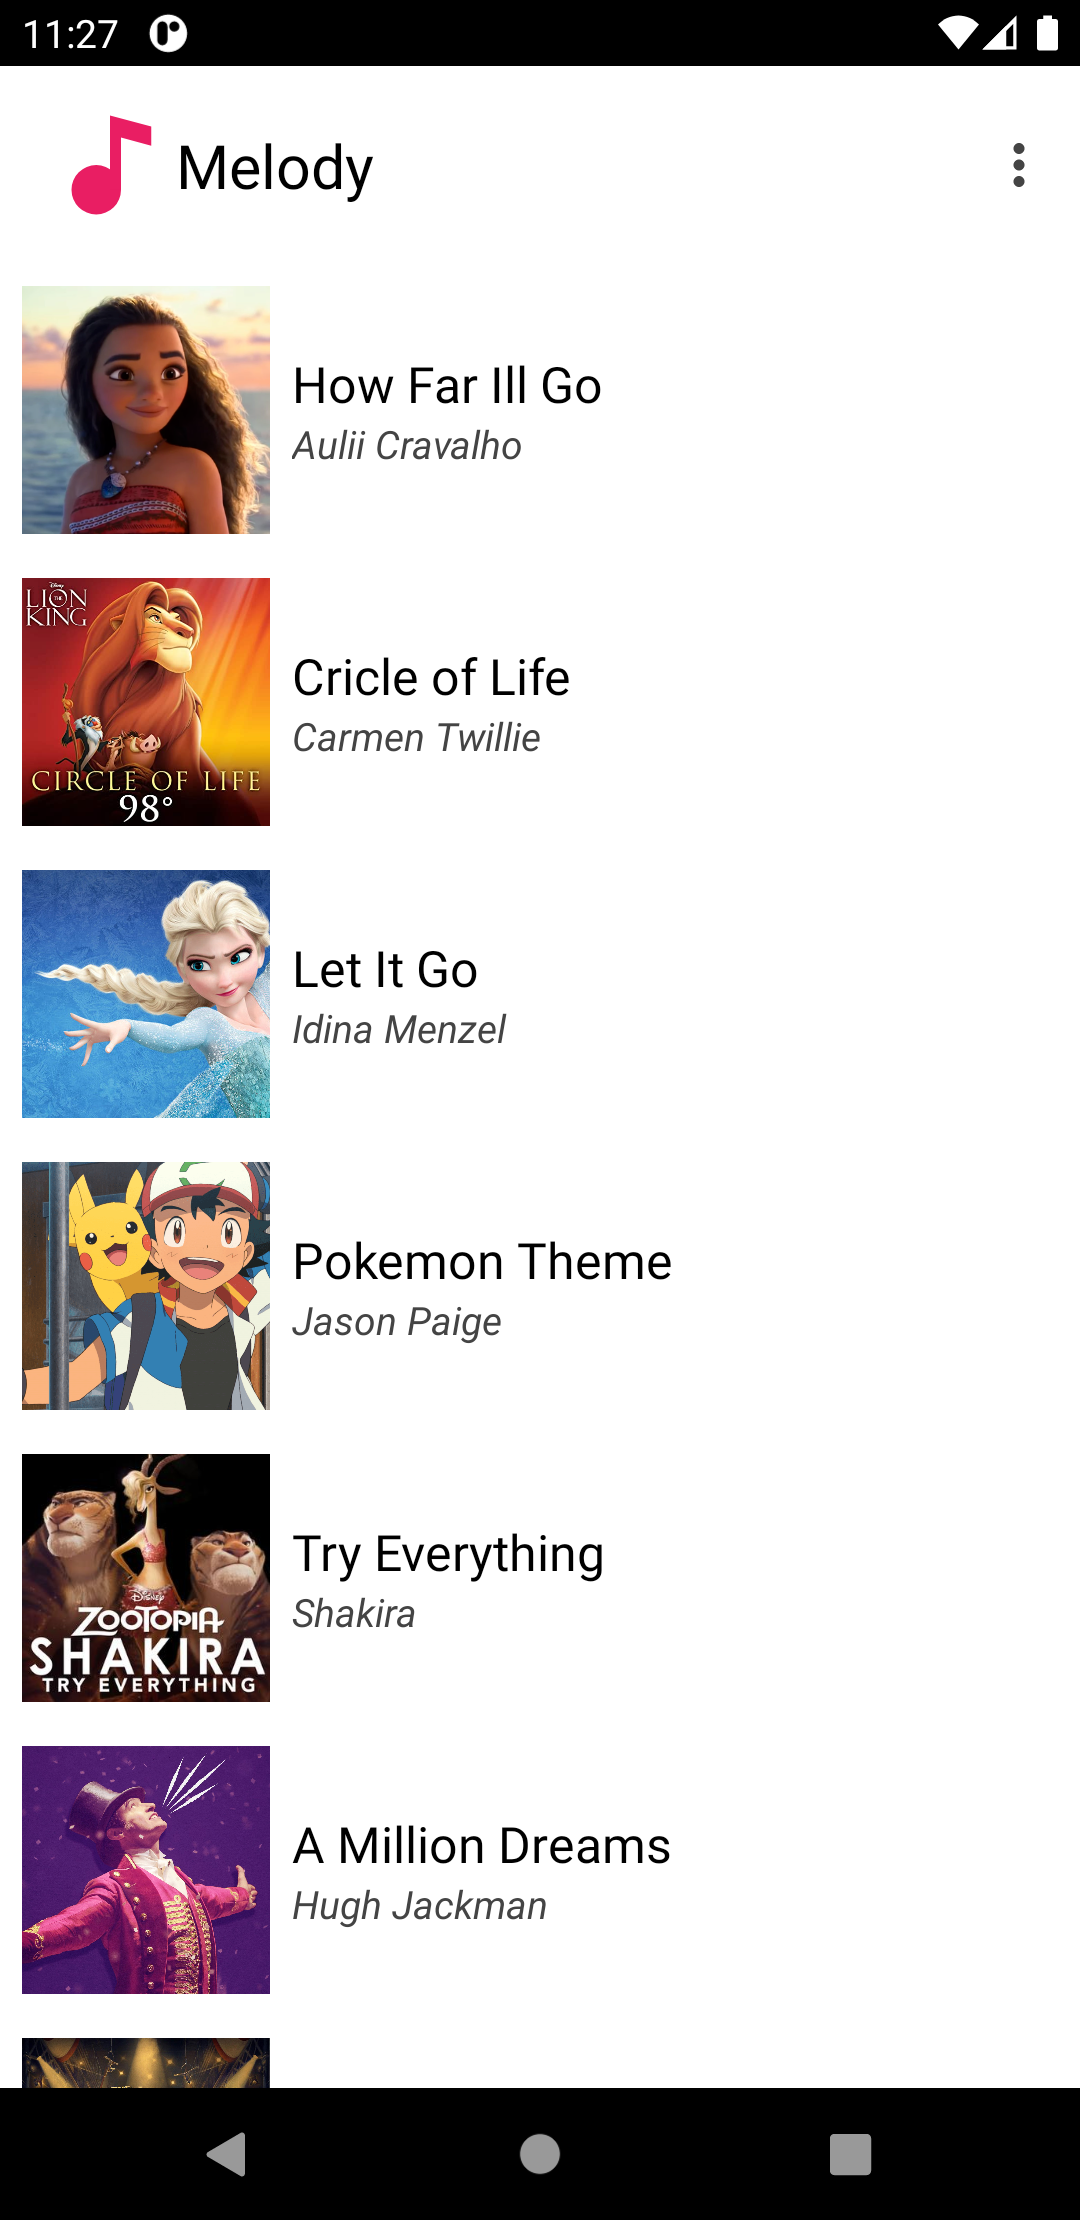 11:27
Melody
How Far Ill Go
Aulii Cravalho
Disney
THE
LION
KING
CIRCLE OF LIFE
98°
Cricle of Life
Carmen Twillie
Let It Go
Idina Menzel
Pokemon Theme
Jason Paige
DISNEY
ZOOTOPIA
SHAKIRA
TRY EVERYTHING
Try Everything
Shakira
A Million Dreams
Hugh Jackman